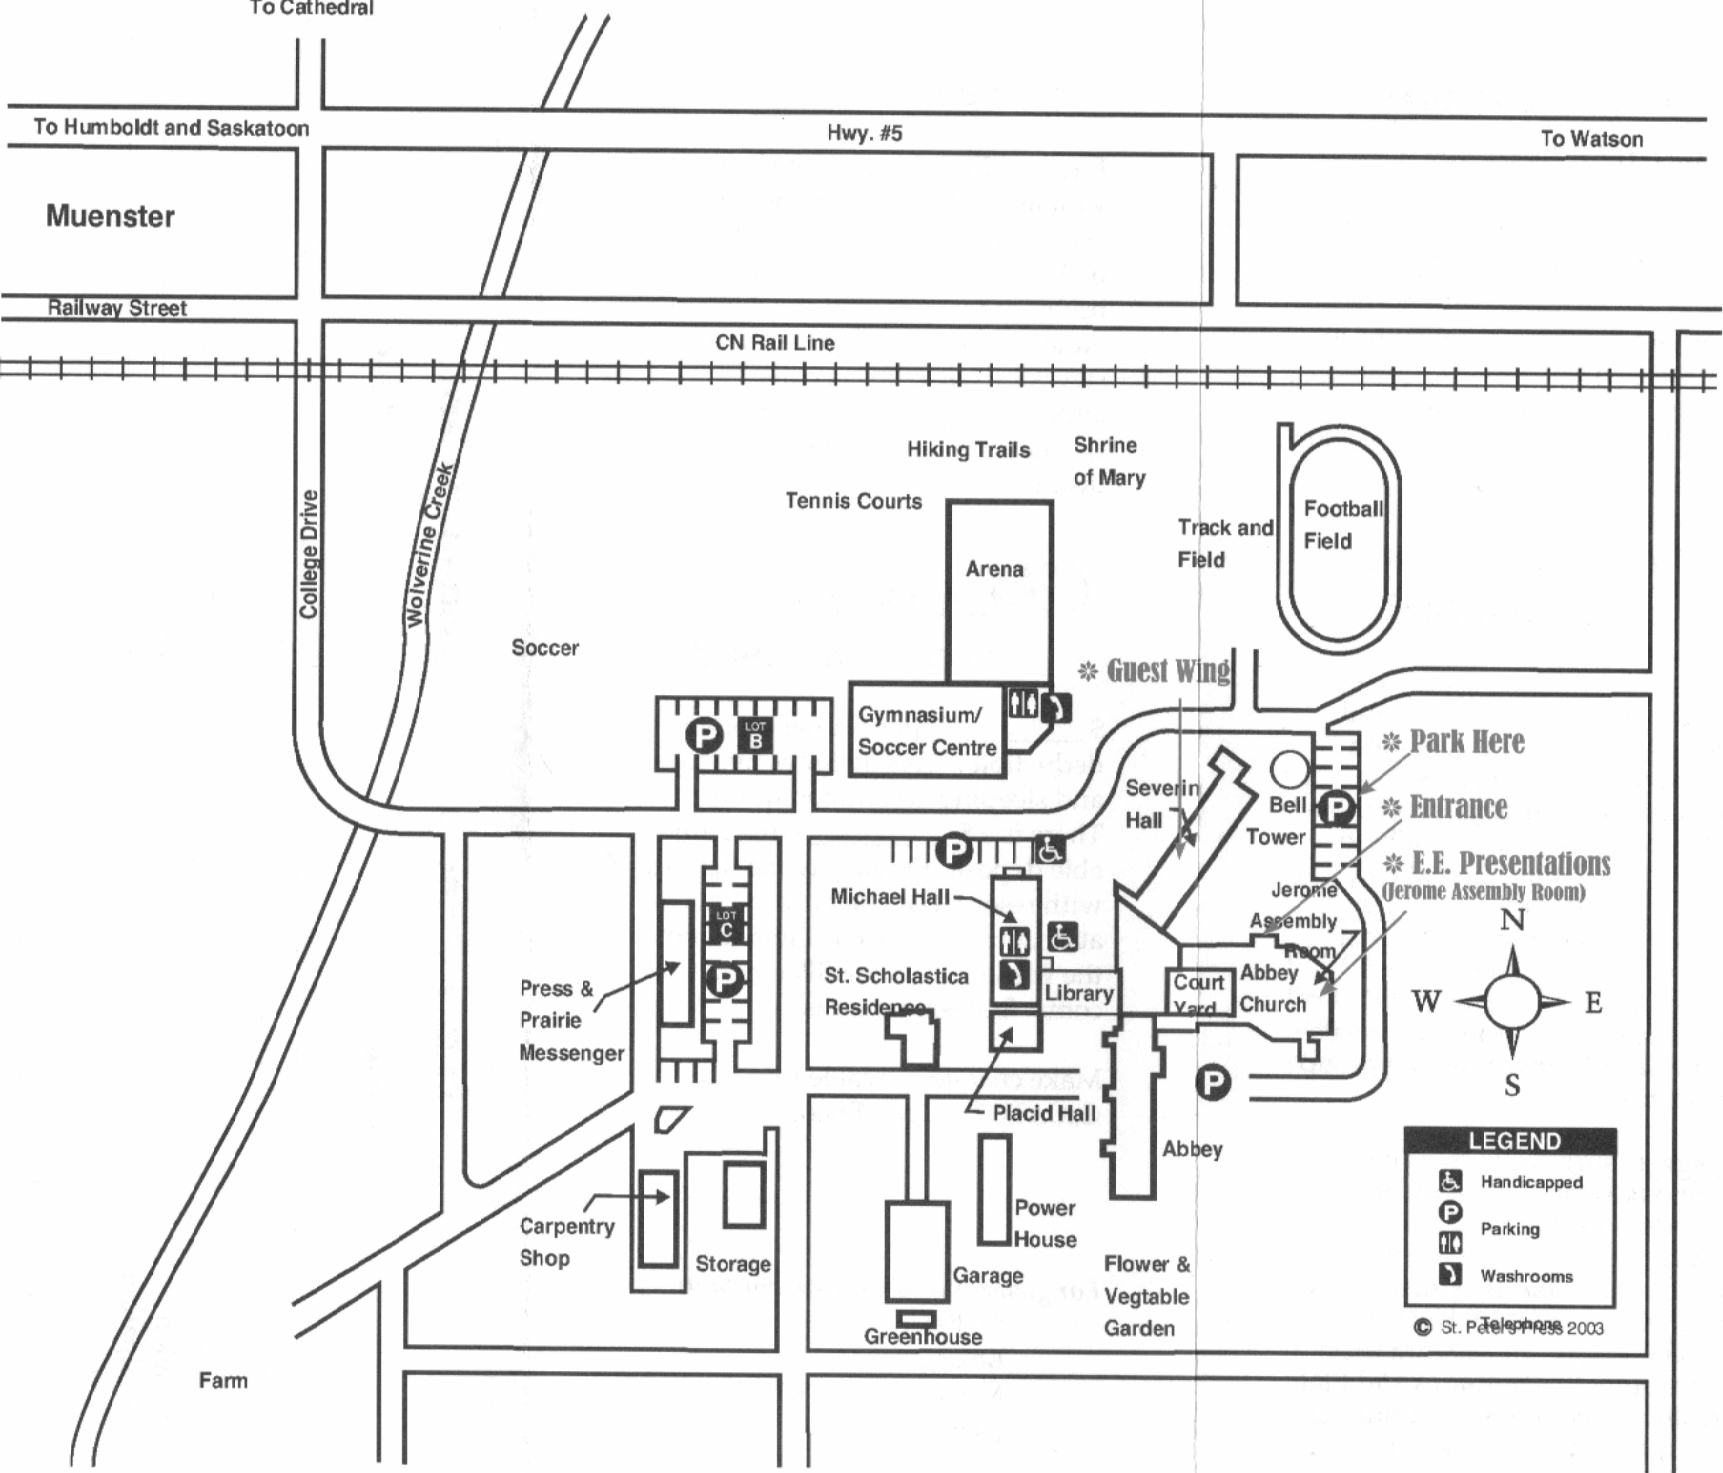 To Cathedral
To Humboldt and Saskatoon
Hwy. #5
To Watson
Muenster
Railway Street
CN Rail Line
College Drive
Wolverine Creek
Hiking Trails
Shrine
of Mary
Tennis Courts
Arena
Track and
Field
Football
Field
Soccer
❊ Guest Wing
P
LOT
B
Gymnasium/
Soccer Centre
❊ Park Here
Severin
Hall
Bell
Tower
P
❊ Entrance
❊ E.E. Presentations
(Jerome Assembly Room)
P
Michael Hall
Jerome
Assembly
Room
LOT
C
P
N
W
E
S
Press &
Prairie
Messenger
St. Scholastica
Residence
Library
Court
Yard
Abbey
Church
P
Placid Hall
Abbey
Carpentry
Shop
Storage
Power
House
Garage
Greenhouse
Flower &
Vegtable
Garden
Farm
LEGEND
Handicapped
P
Parking
Washrooms
Telephone
© St. Peter's Press 2003